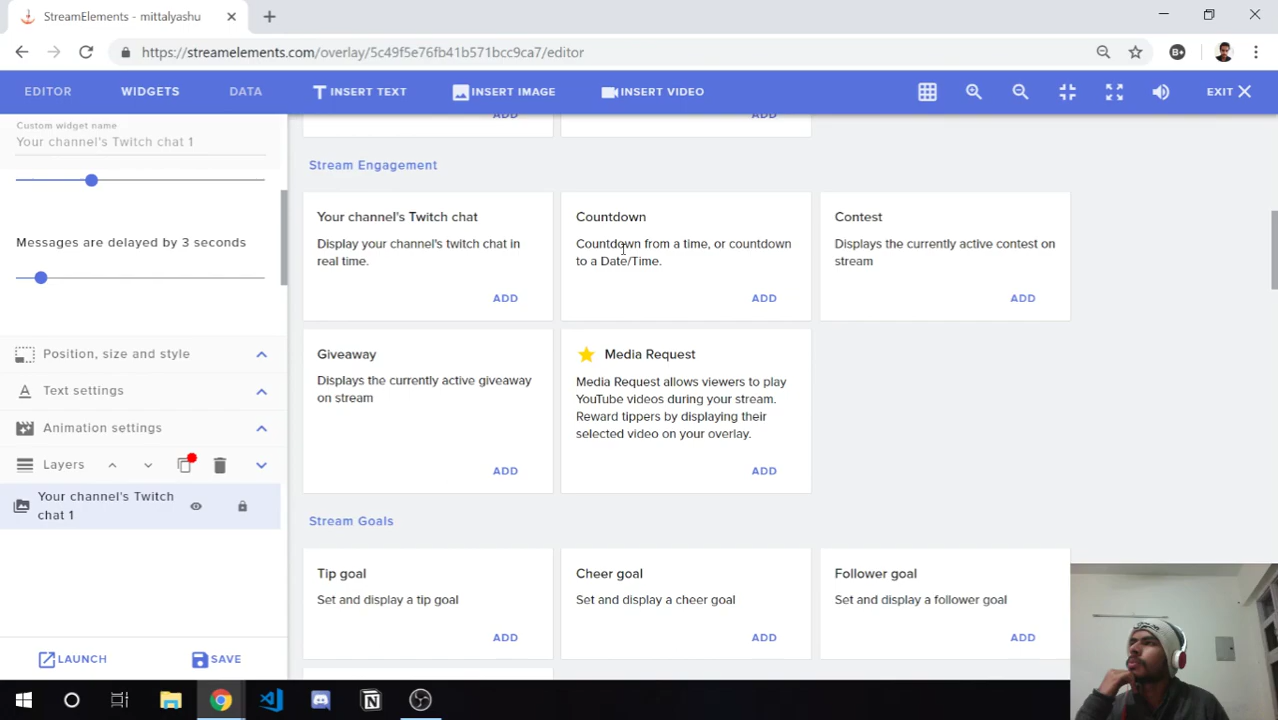 StreamElements - mittalyashu
https://streamelements.com/overlay/5c49f5e76fb41b571bcc9ca7/editor
B+
EDITOR
WIDGETS
DATA
INSERT TEXT
INSERT IMAGE
INSERT VIDEO
EXIT
Custom widget name
Your channel's Twitch chat 1
Messages are delayed by 3 seconds
Position, size and style
Text settings
Animation settings
Layers
Your channel's Twitch
chat 1
LAUNCH
SAVE
ADD
ADD
Stream Engagement
Your channel's Twitch chat
Display your channel's twitch chat in
real time.
ADD
Countdown
Countdown from a time, or countdown
to a Date/Time.
ADD
Contest
Displays the currently active contest on
stream
ADD
Giveaway
Displays the currently active giveaway
on stream
ADD
Media Request
Media Request allows viewers to play
YouTube videos during your stream.
Reward tippers by displaying their
selected video on your overlay.
ADD
Stream Goals
Tip goal
Set and display a tip goal
ADD
Cheer goal
Set and display a cheer goal
ADD
Follower goal
Set and display a follower goal
ADD